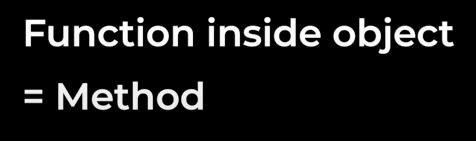 Function inside object
= Method